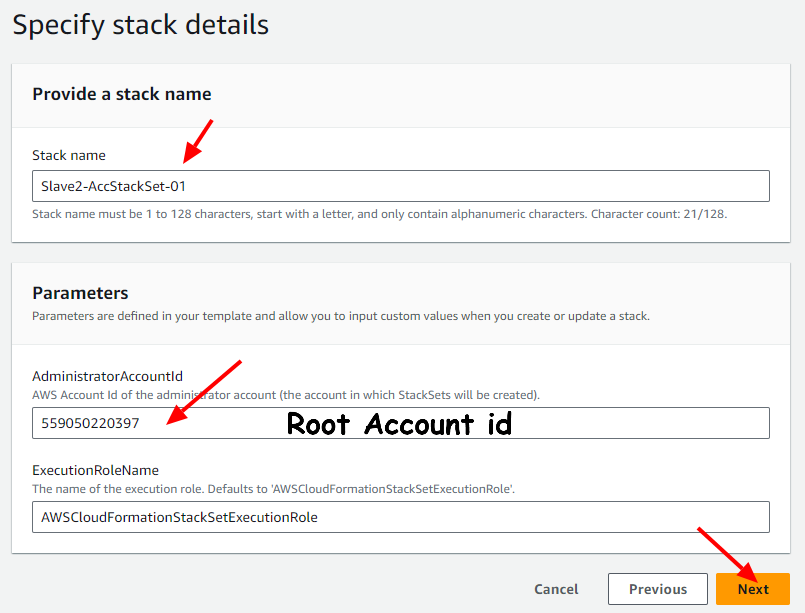 Specify stack details
Provide a stack name
Stack name
Slave2-AccStackSet-01
Stack name must be 1 to 128 characters, start with a letter, and only contain alphanumeric characters. Character count: 21/128.
Parameters
Parameters are defined in your template and allow you to input custom values when you create or update a stack.
AdministratorAccountId
AWS Account Id of the administrator account (the account in which StackSets will be created).
559050220397 Root Account id
ExecutionRoleName
The name of the execution role. Defaults to 'AWSCloudFormationStackSetExecutionRole'.
AWSCloudFormationStackSetExecutionRole
Cancel Previous Next